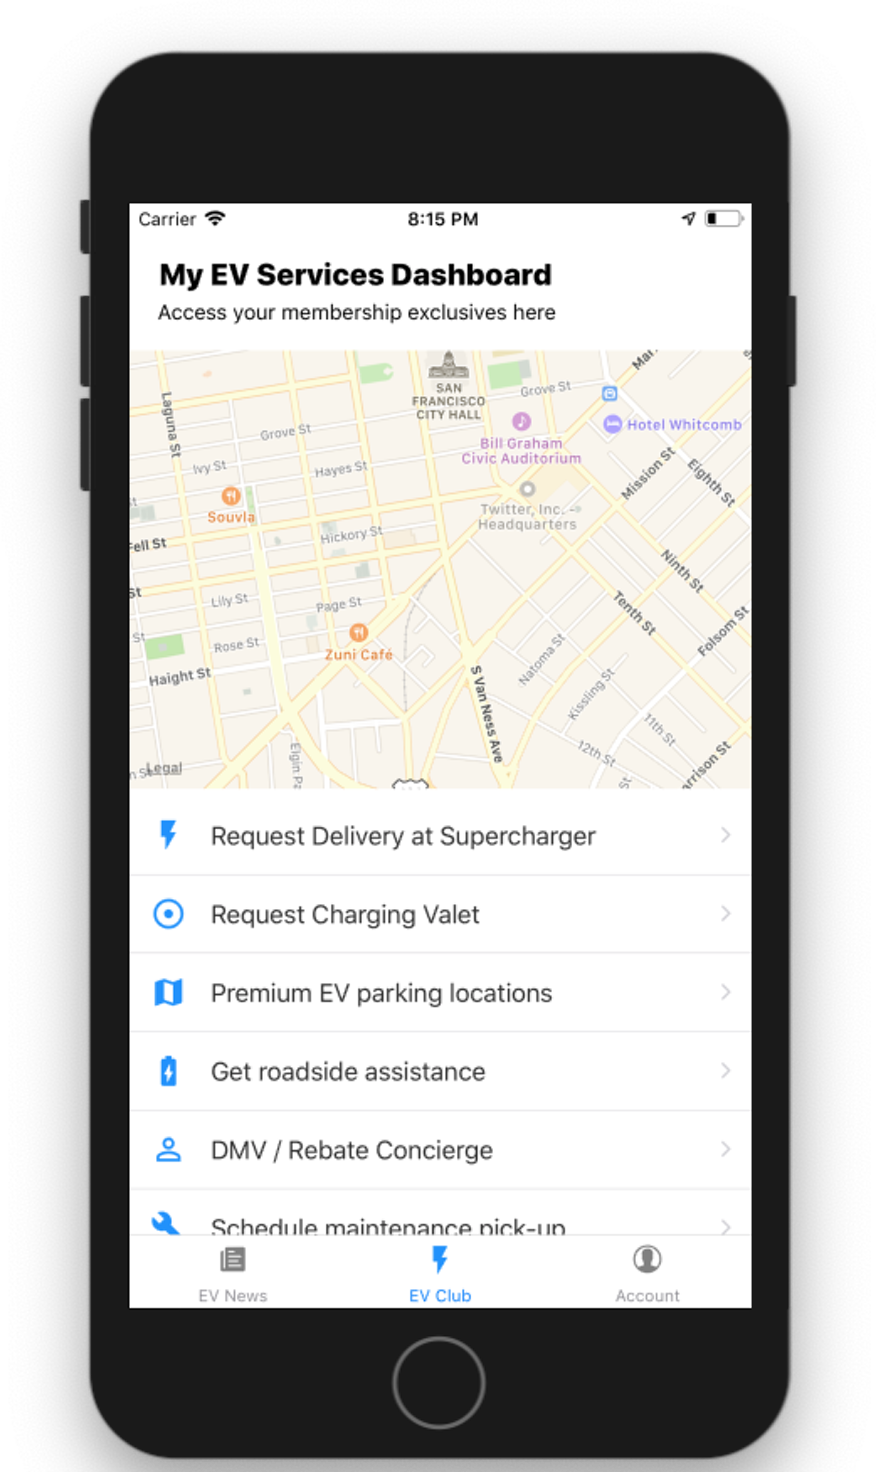 Carrier
8:15 PM
My EV Services Dashboard
Access your membership exclusives here
SAN
FRANCISCO
CITY HALL
Grove St
Laguna St
Grove St
Hotel Whitcomb
Bill Graham
Civic Auditorium
Ivy St
Hayes St
Mission St
Eighth St
Souvla
Twitter, Inc. -
Headquarters
Fell St
Hickory St
Ninth St
St
Lily St
Page St
Tenth St
Folsom St
St
Rose St
Zuni Café
Natoma St
Haight St
S Van Ness Ave
Kissling St
11th St
12th St
Legal
Elgin Pa
arrison St
St
Request Delivery at Supercharger
Request Charging Valet
Premium EV parking locations
Get roadside assistance
DMV / Rebate Concierge
Schedule maintenance pick-up
EV News
EV Club
Account